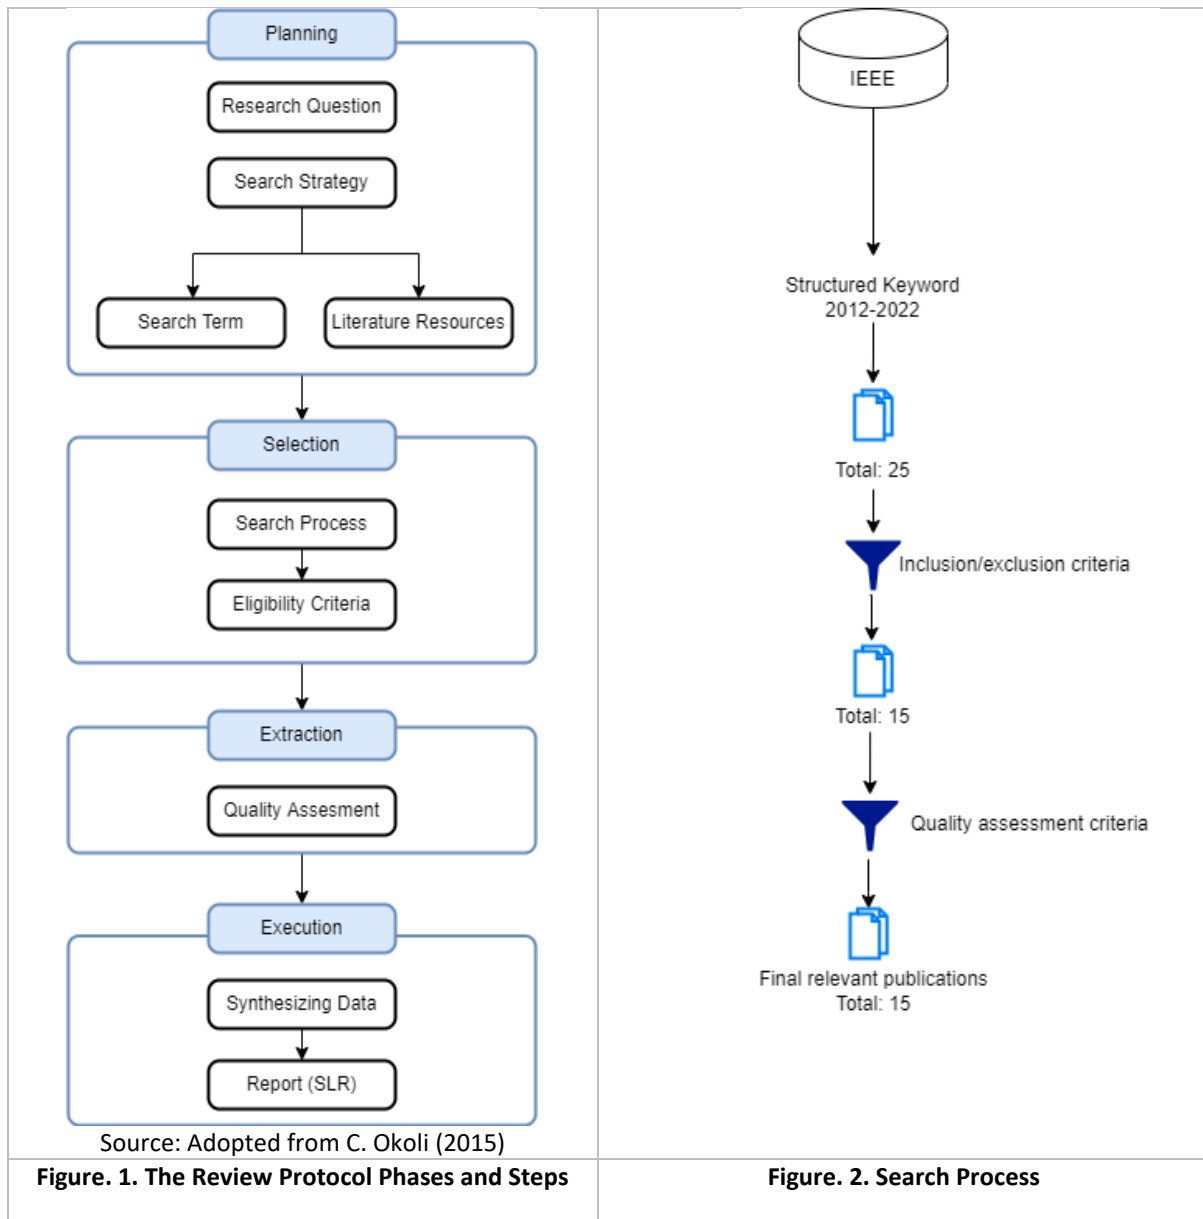 Planning
Research Question
Search Strategy
Search Term
Literature Resources
Selection
Search Process
Eligibility Criteria
Extraction
Quality Assesment
Execution
Synthesizing Data
Report (SLR)
Source: Adopted from C. Okoli (2015)
Figure. 1. The Review Protocol Phases and Steps
IEEE
Structured Keyword
2012-2022
Total: 25
Inclusion/exclusion criteria
Total: 15
Quality assessment criteria
Final relevant publications
Total: 15
Figure. 2. Search Process